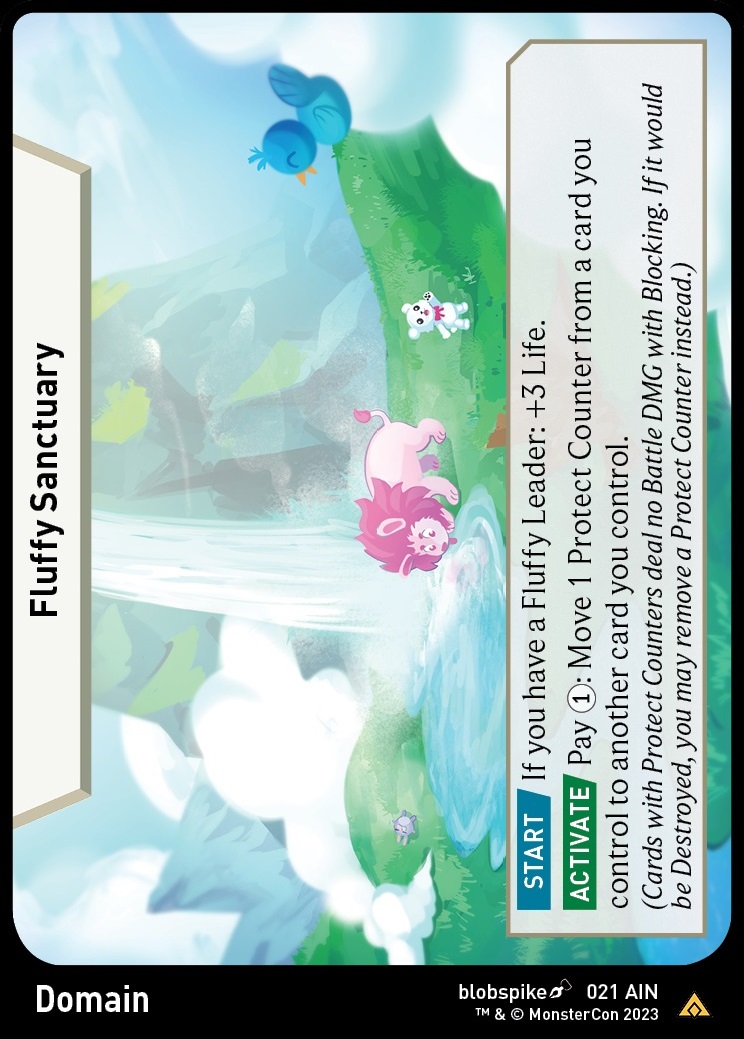 Fluffy Sanctuary
START If you have a Fluffy Leader: +3 Life.
ACTIVATE Pay 1: Move 1 Protect Counter from a card you
control to another card you control.
(Cards with Protect Counters deal no Battle DMG with Blocking. If it would
be Destroyed, you may remove a Protect Counter instead.)
Domain
blobspike 021 AIN
™ & © MonsterCon 2023